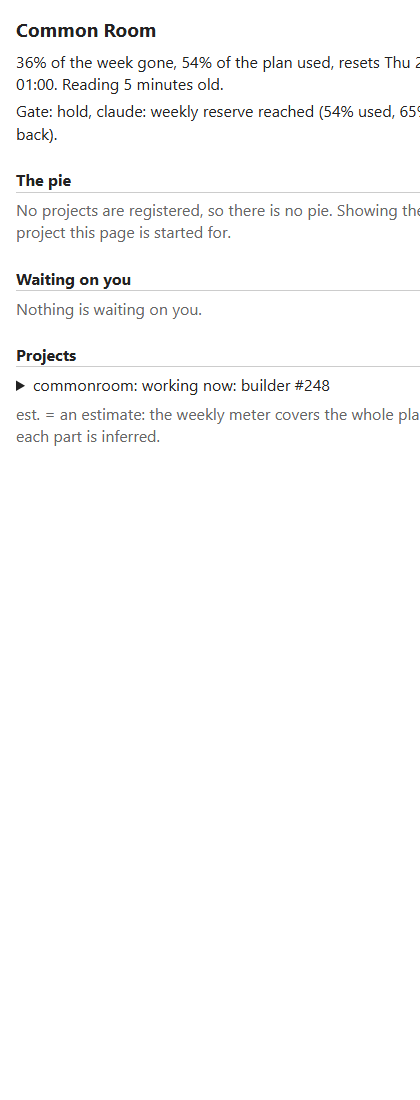 Common Room
36% of the week gone, 54% of the plan used, resets Thu
01:00. Reading 5 minutes old.
Gate: hold, claude: weekly reserve reached (54% used, 65%
back).
The pie
No projects are registered, so there is no pie. Showing the
project this page is started for.
Waiting on you
Nothing is waiting on you.
Projects
commonroom: working now: builder #248
est. = an estimate: the weekly meter covers the whole
each part is inferred.